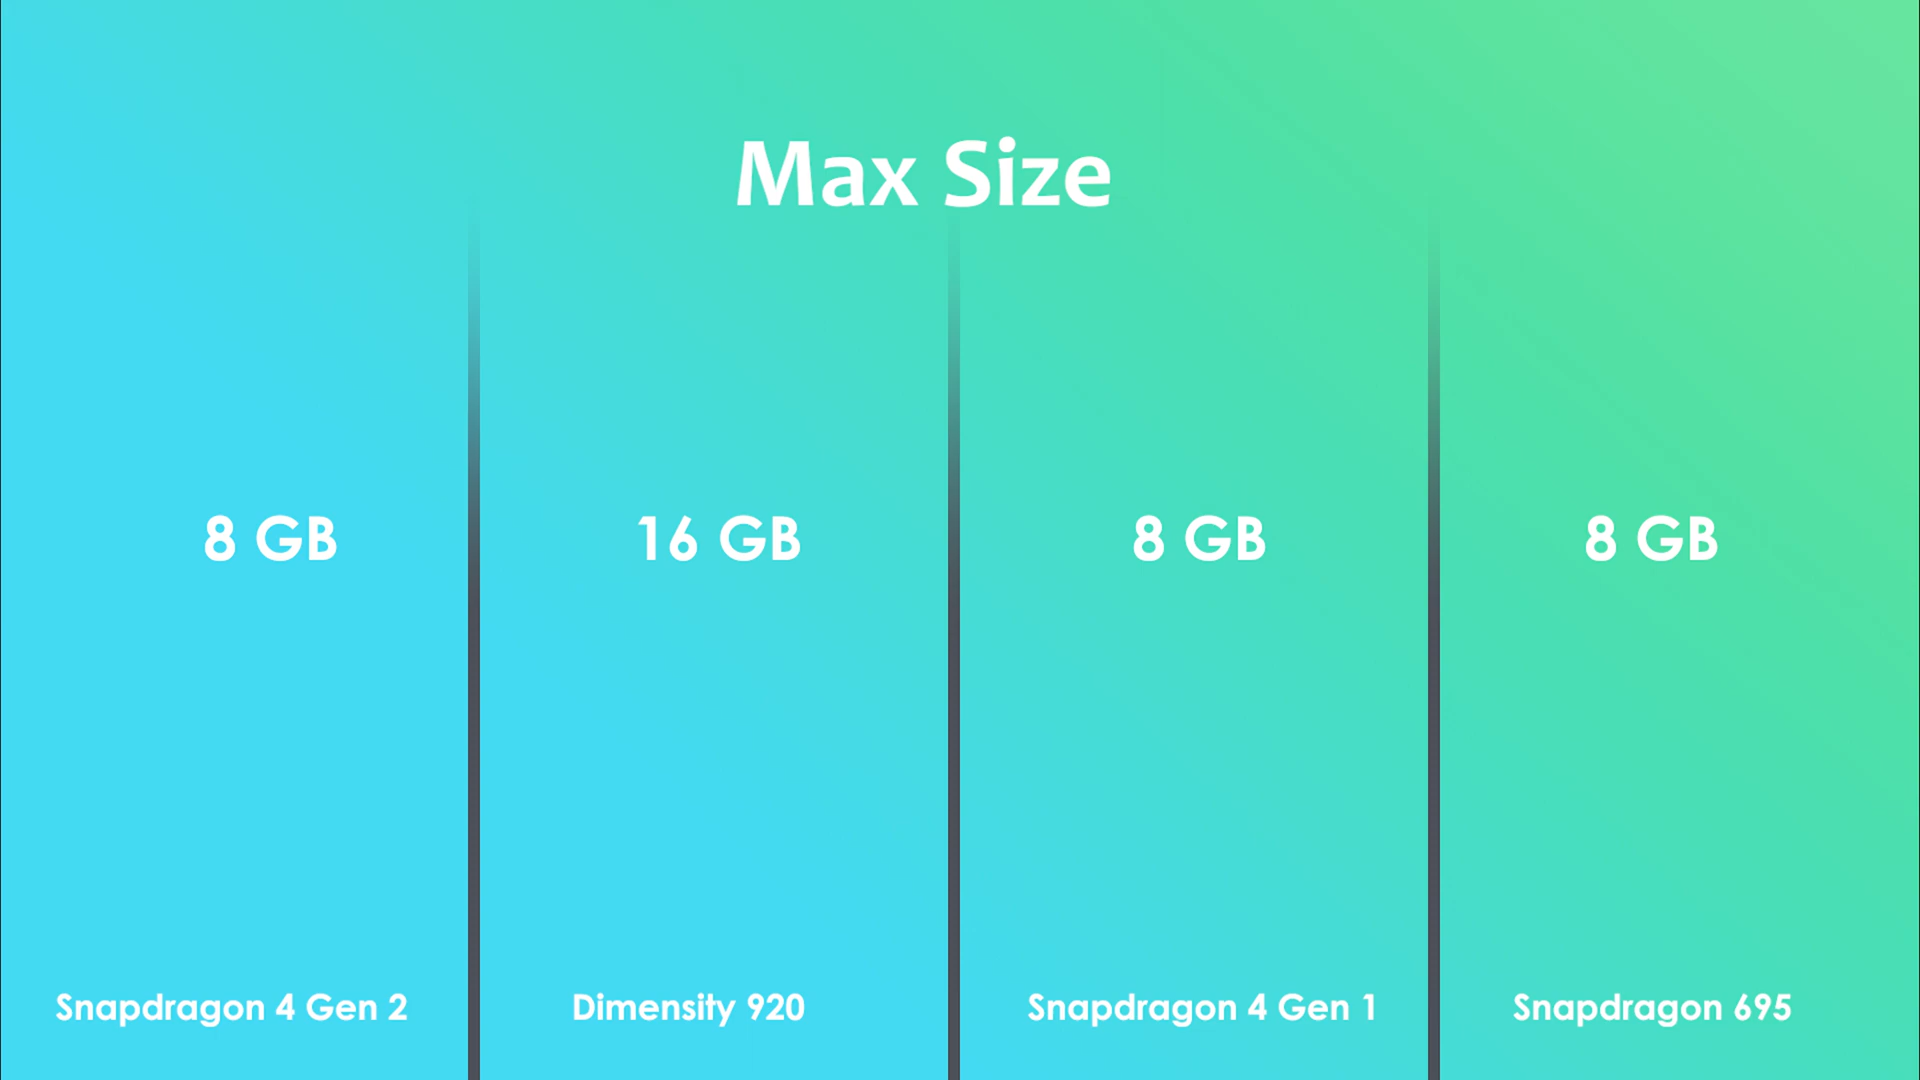 Max Size
8 GB
16 GB
8 GB
8 GB
Snapdragon 4 Gen 2
Dimensity 920
Snapdragon 4 Gen 1
Snapdragon 695